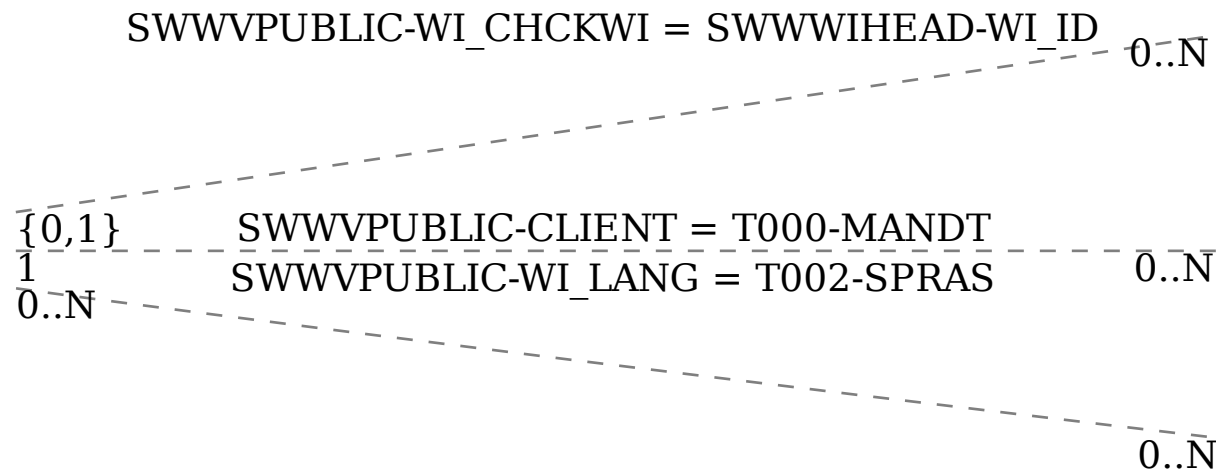 SWWVPUBLIC-WI_CHCKWI = SWWWIHEAD-WI_ID
0..N
{0,1}
SWWVPUBLIC-CLIENT = T000-MANDT
1
SWWVPUBLIC-WI_LANG = T002-SPRAS
0..N
0..N
0..N